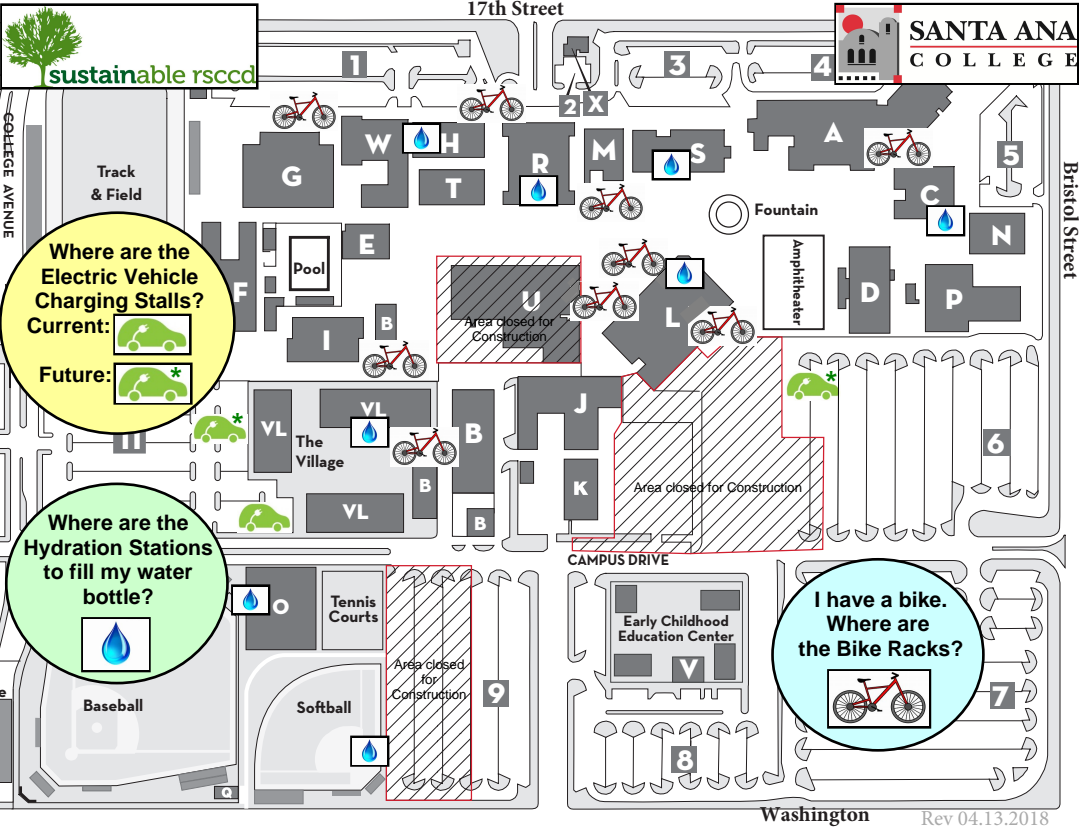 17th Street
sustainable rsccd
SANTA ANA
COLLEGE
1
3
4
2
X
COLLEGE AVENUE
Bristol Street
W
H
R
M
S
A
5
G
T
C
N
Track
& Field
Fountain
E
Pool
F
Amphitheater
D
P
U
Area closed for
Construction
L
I
B
Where are the
Electric Vehicle
Charging Stalls?
Current:
Future:
*
*
*
11
VL
VL
The
Village
VL
B
B
B
J
K
6
Area closed for Construction
Where are the
Hydration Stations
to fill my water
bottle?
CAMPUS DRIVE
O
Tennis
Courts
Early Childhood
Education Center
V
I have a bike.
Where are
the Bike Racks?
Area closed
for
Construction
9
7
Baseball
Softball
8
Q
Washington
Rev 04.13.2018